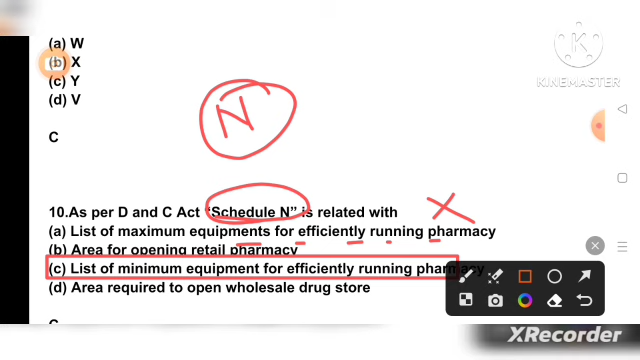 (a) W
(b) X
(c) Y
(d) V
C
N
KINEMASTER
10.As per D and C Act "Schedule N" is related with
(a) List of maximum equipments for efficiently running pharmacy
(b) Area for opening retail pharmacy
(c) List of minimum equipment for efficiently running pharmacy
(d) Area required to open wholesale drug store
XRecorder